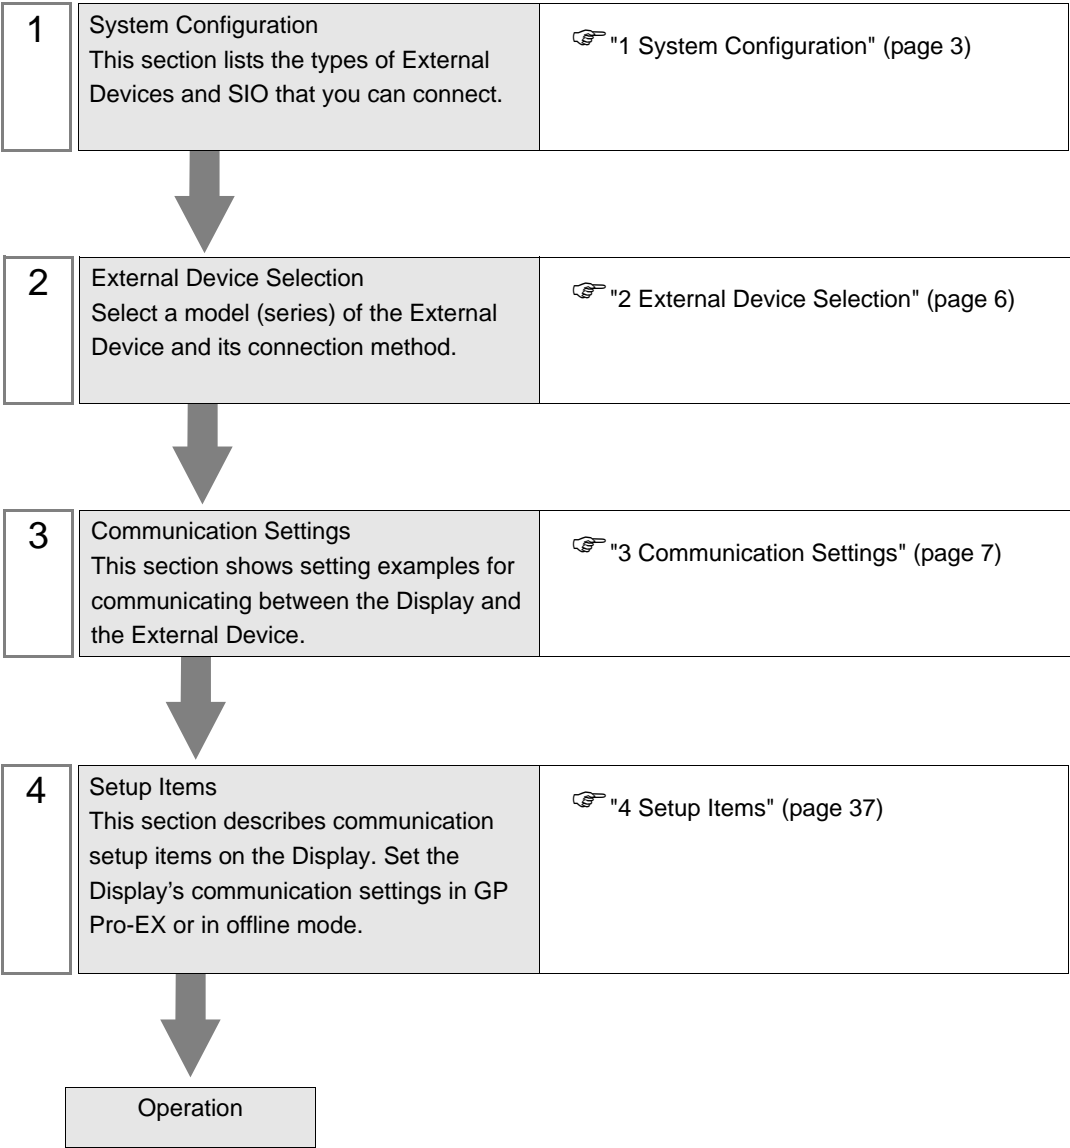 1
System Configuration
This section lists the types of External
Devices and SIO that you can connect.
"1 System Configuration" (page 3)
2
External Device Selection
Select a model (series) of the External
Device and its connection method.
"2 External Device Selection" (page 6)
3
Communication Settings
This section shows setting examples for
communicating between the Display and
the External Device.
"3 Communication Settings" (page 7)
4
Setup Items
This section describes communication
setup items on the Display. Set the
Display’s communication settings in GP
Pro-EX or in offline mode.
"4 Setup Items" (page 37)
Operation